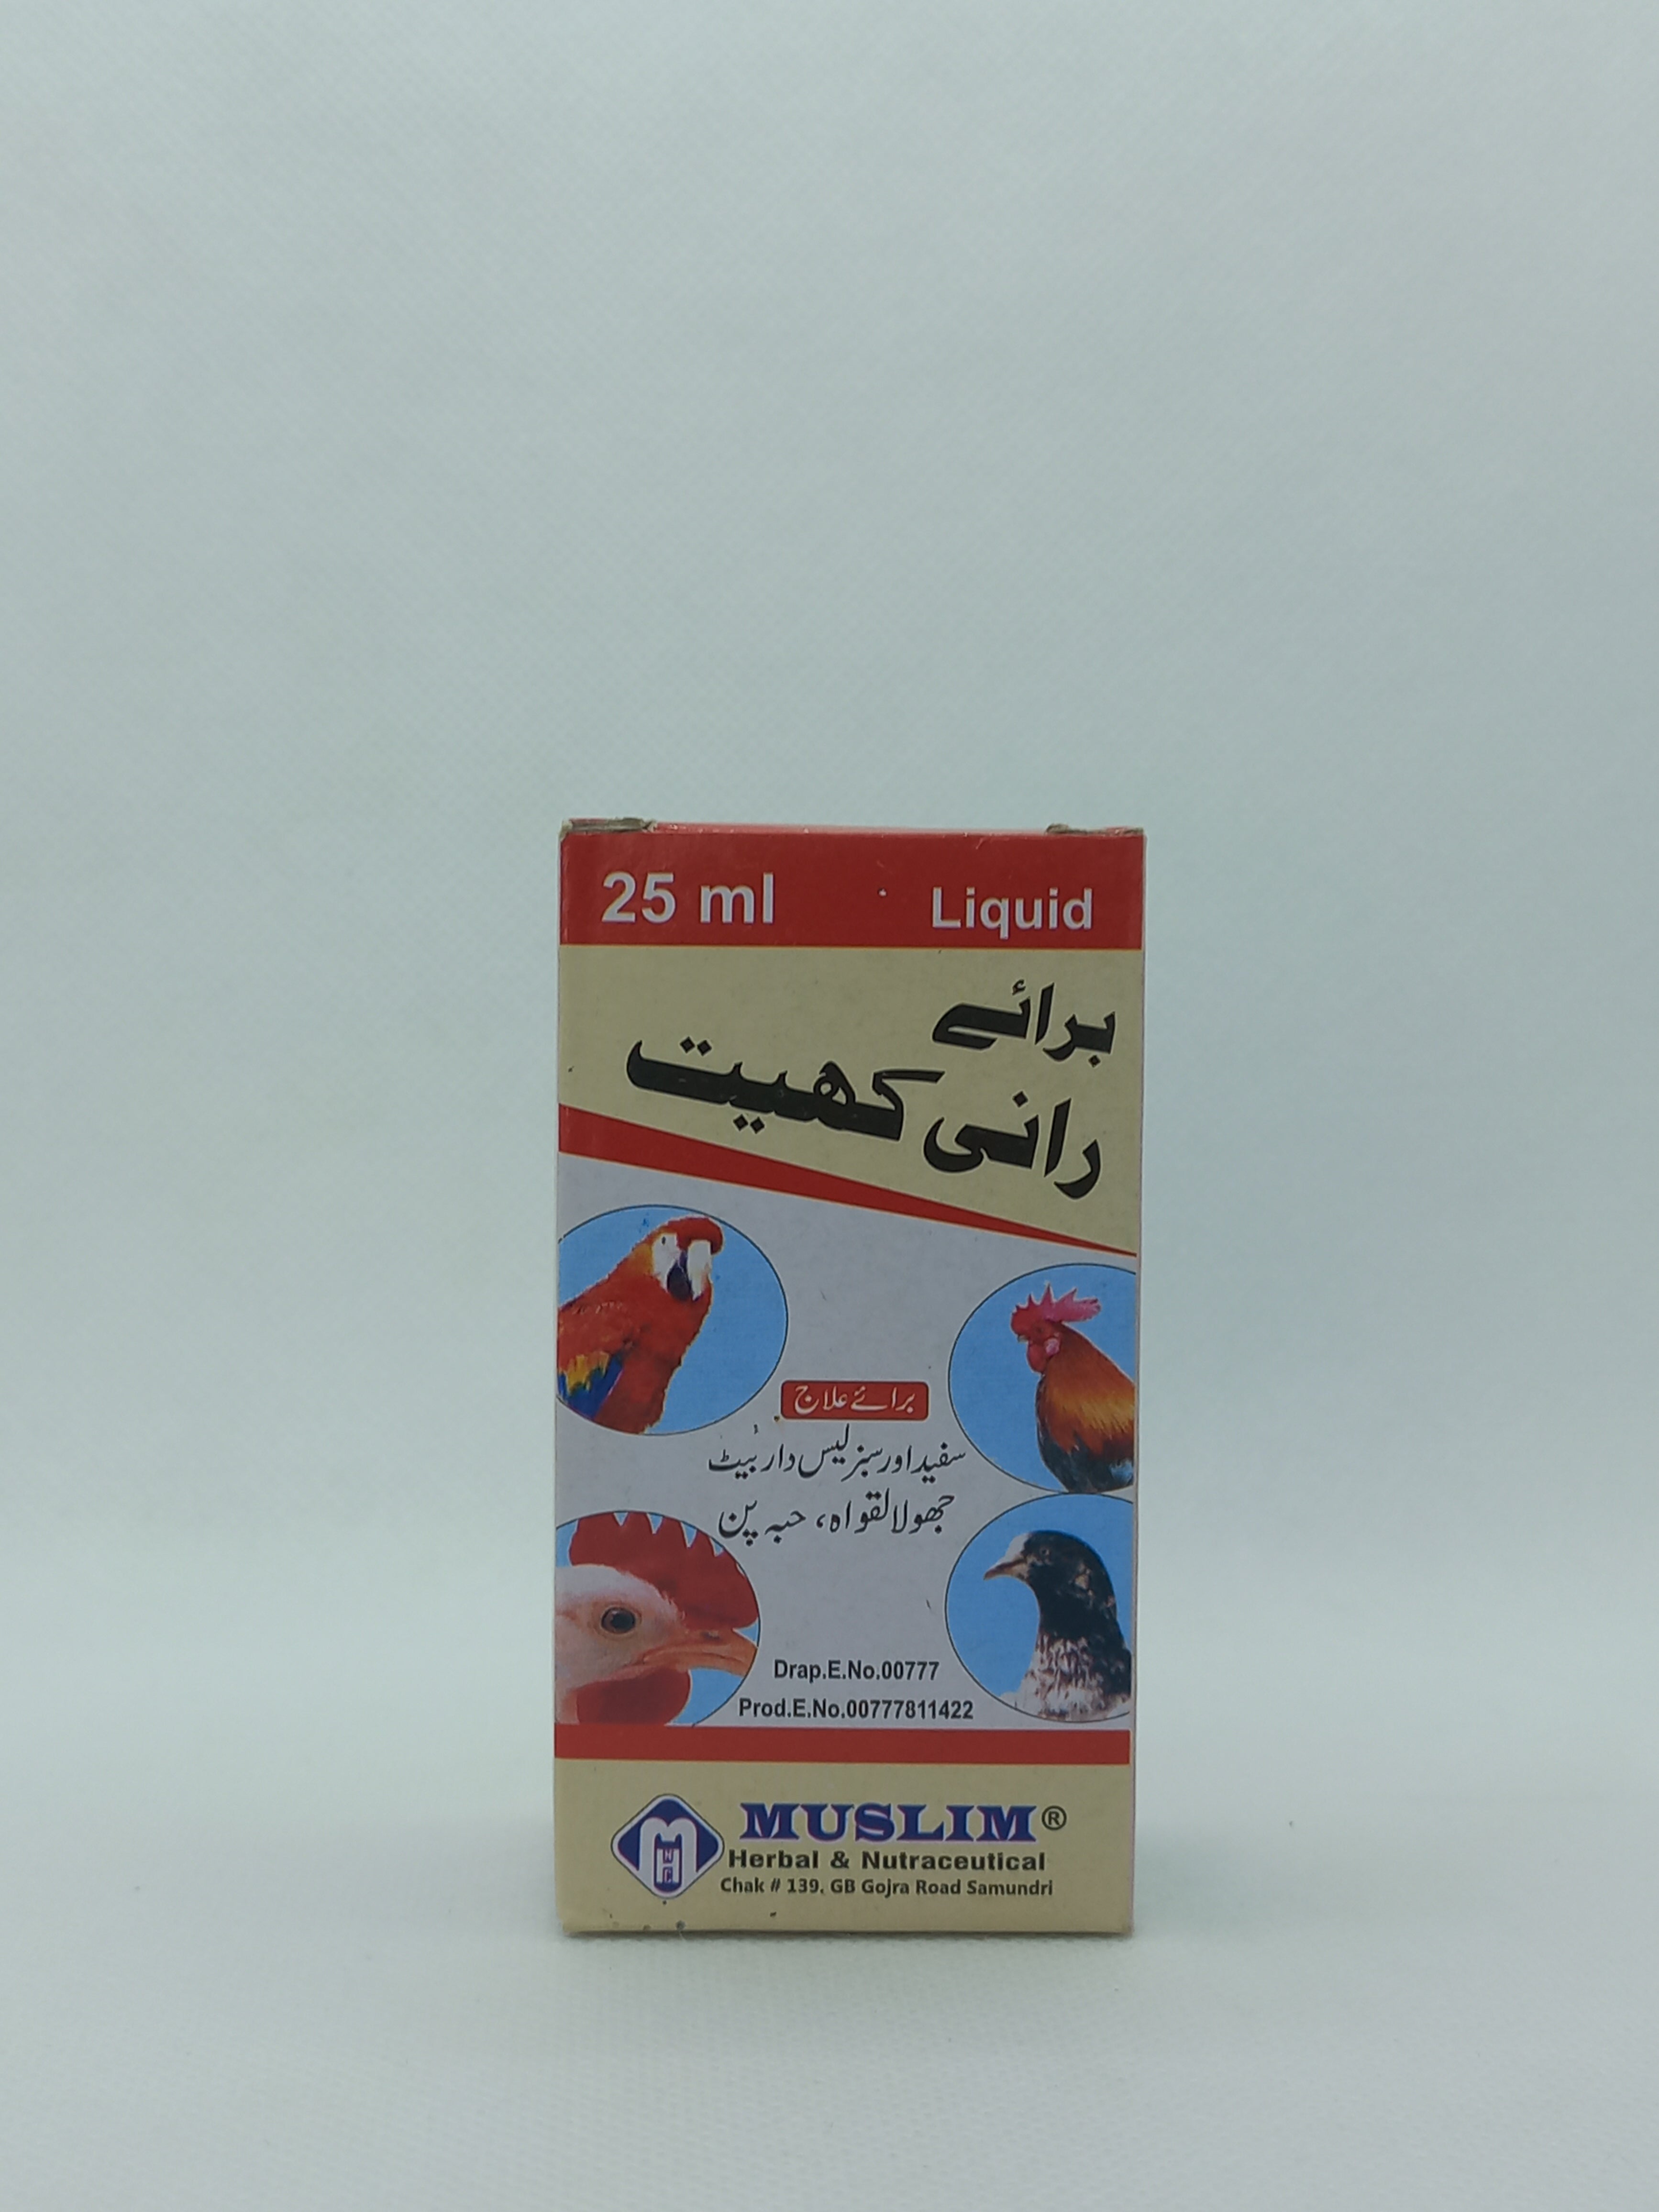 25 ml Liquid
برائے
رانی کھیت
برائے علاج
سفید اور سبز لیس دار بُیٹ
جھولا لقواہ، حبہ پن
Drap.E.No.00777
Prod.E.No.00777811422
MUSLIM®
Herbal & Nutraceutical
Chak # 139, GB Gojra Road Samundri